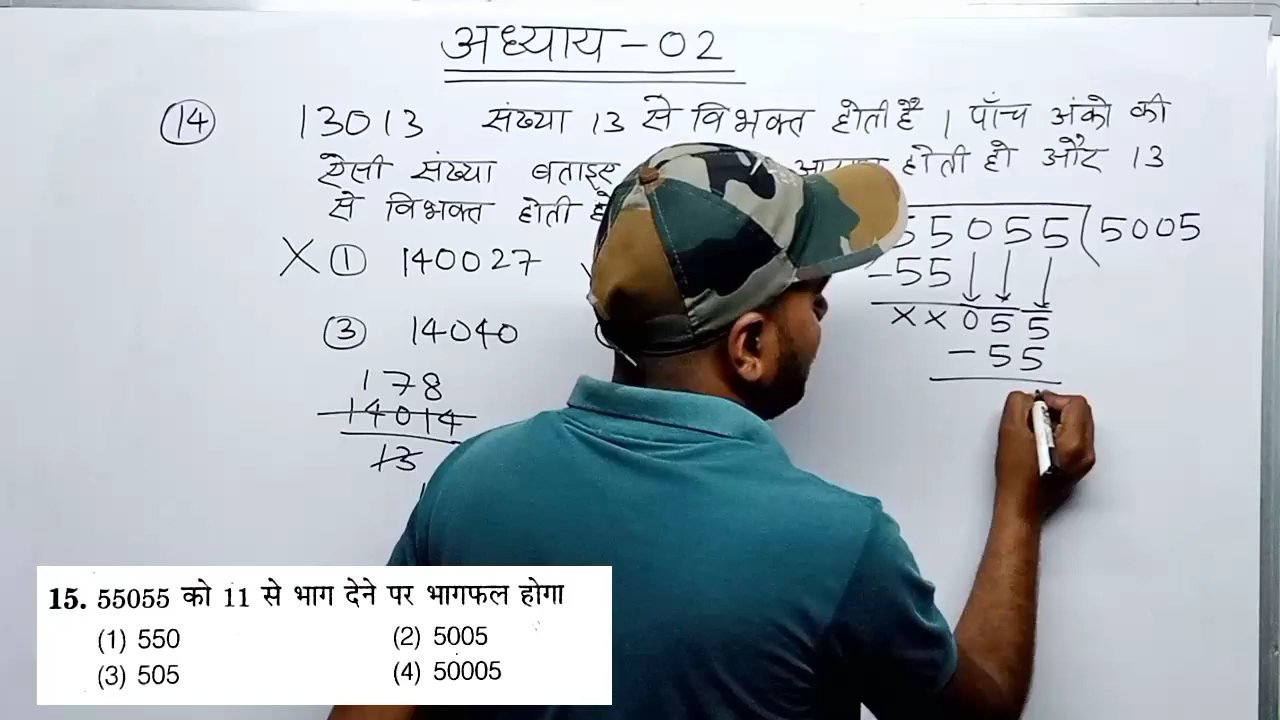 अध्याय - 02
14 13013 संख्या 13 से विभक्त होती है । पाँच अंको की
ऐसी संख्या बताइए होती हो और 13
से विभक्त होती
X 1 140027
3 14040
178
14014
13
55055 ( 5005
-55
XX055
-55
15. 55055 को 11 से भाग देने पर भागफल होगा
(1) 550 (2) 5005
(3) 505 (4) 50005